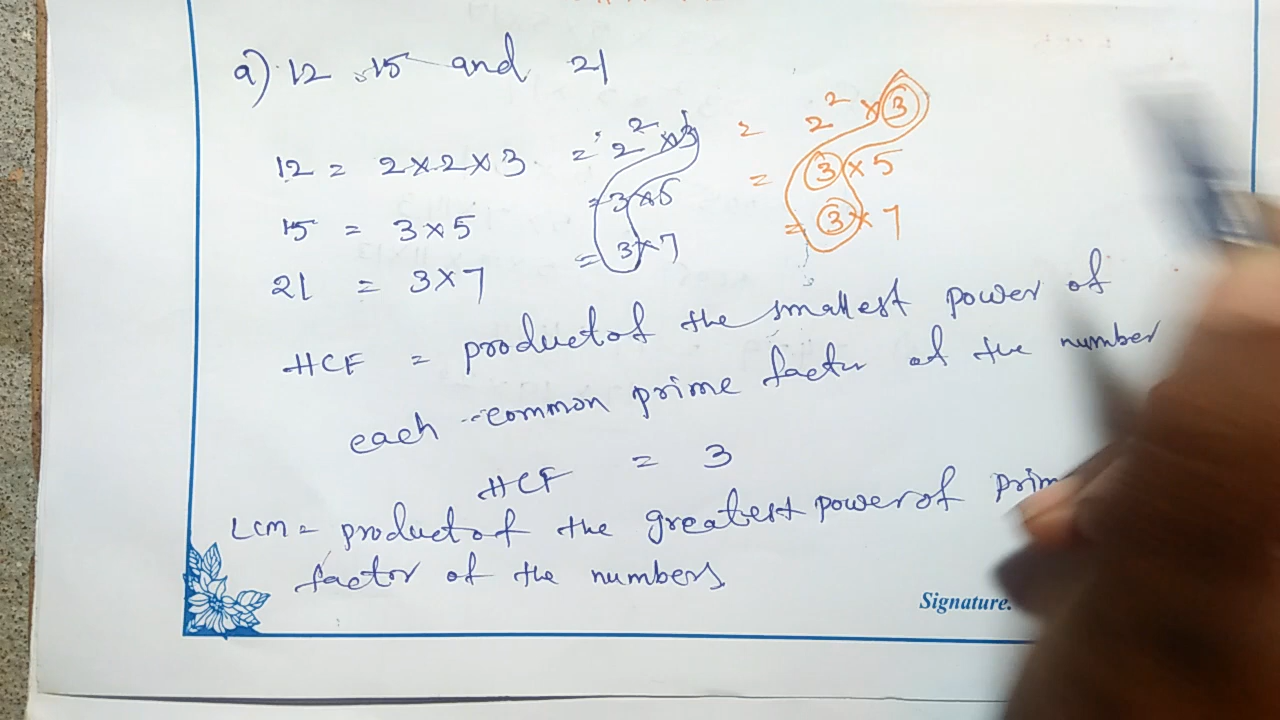 a) 12, 15 and 21
12 = 2×2×3 = 2² ×3 = 2² × 3
15 = 3×5 = 3×5 = 3 × 5
21 = 3×7 = 3×7 = 3 × 7
HCF = product of the smallest power of
each common prime factor of the number
HCF = 3
LCM = product of the greatest power of prim
factor of the numbers
Signature.